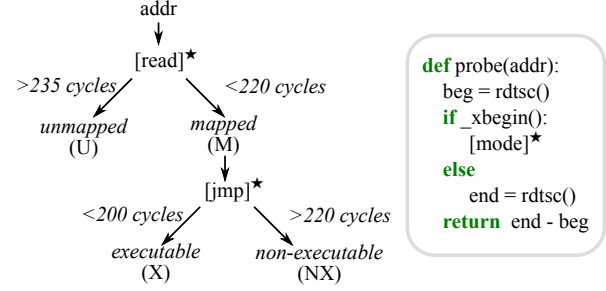 addr
[read]★
>235 cycles
<220 cycles
unmapped
(U)
mapped
(M)
[jmp]★
<200 cycles
>220 cycles
executable
(X)
non-executable
(NX)
def probe(addr):
beg = rdtsc()
if _xbegin():
[mode]★
else
end = rdtsc()
return end - beg